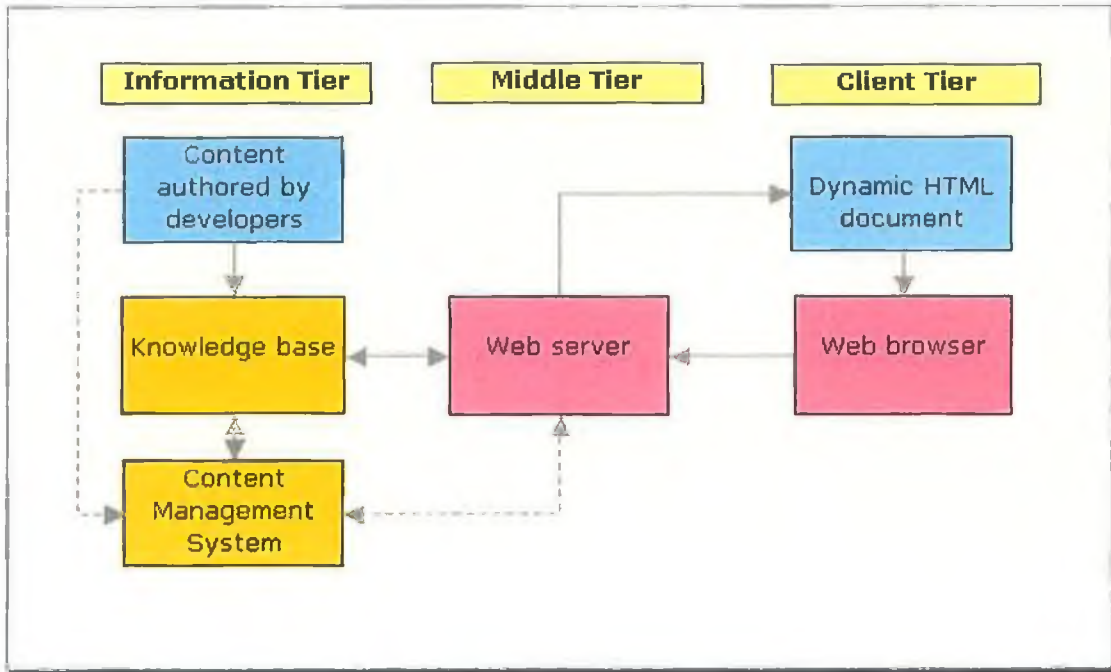 Information Tier
Middle Tier
Client Tier
Content
authored by
developers
Dynamic HTML
document
Knowledge base
Web server
Web browser
Content
Management
System